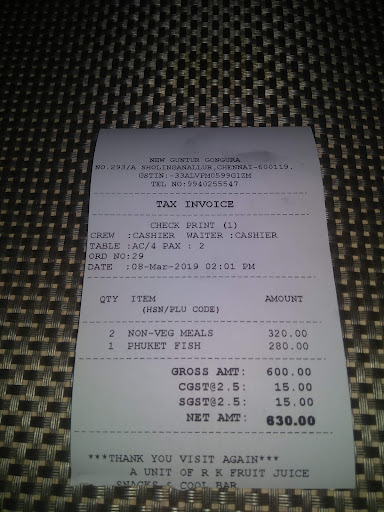 NEW GUNTUR GONGURA
NO.293/A SHOLINGANALLUR,CHENNAI-600119.
GSTIN:-33ALVPM0599G1ZM
TEL NO:9940255547
TAX INVOICE
CHECK PRINT (1)
CREW :CASHIER WAITER :CASHIER
TABLE :AC/4 PAX : 2
ORD NO:29
DATE :08-Mar-2019 02:01 PM
QTY ITEM AMOUNT
(HSN/PLU CODE)
2 NON-VEG MEALS 320.00
1 PHUKET FISH 280.00
GROSS AMT: 600.00
CGST@2.5: 15.00
SGST@2.5: 15.00
NET AMT: 630.00
***THANK YOU VISIT AGAIN***
A UNIT OF R K FRUIT JUICE
SNACKS & COOL BAR